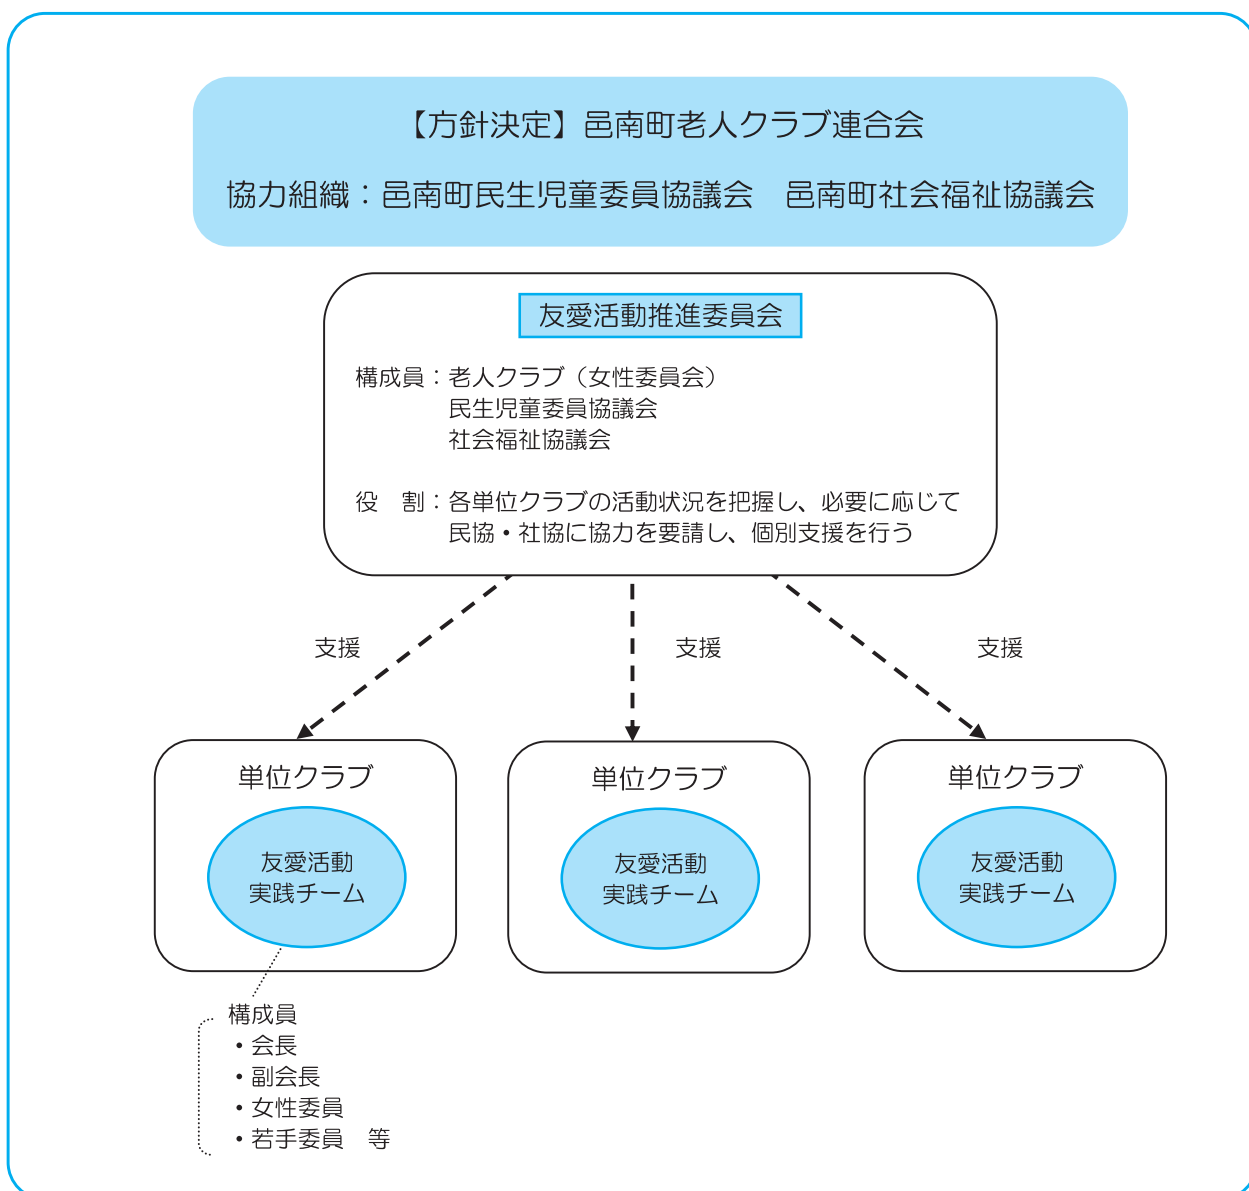 【方針決定】邑南町老人クラブ連合会
協力組織：邑南町民生児童委員協議会　邑南町社会福祉協議会
友愛活動推進委員会
構成員：老人クラブ（女性委員会）
民生児童委員協議会
社会福祉協議会
役　割：各単位クラブの活動状況を把握し、必要に応じて
民協・社協に協力を要請し、個別支援を行う
支援
支援
支援
単位クラブ
友愛活動
実践チーム
単位クラブ
友愛活動
実践チーム
単位クラブ
友愛活動
実践チーム
構成員
・会長
・副会長
・女性委員
・若手委員　等